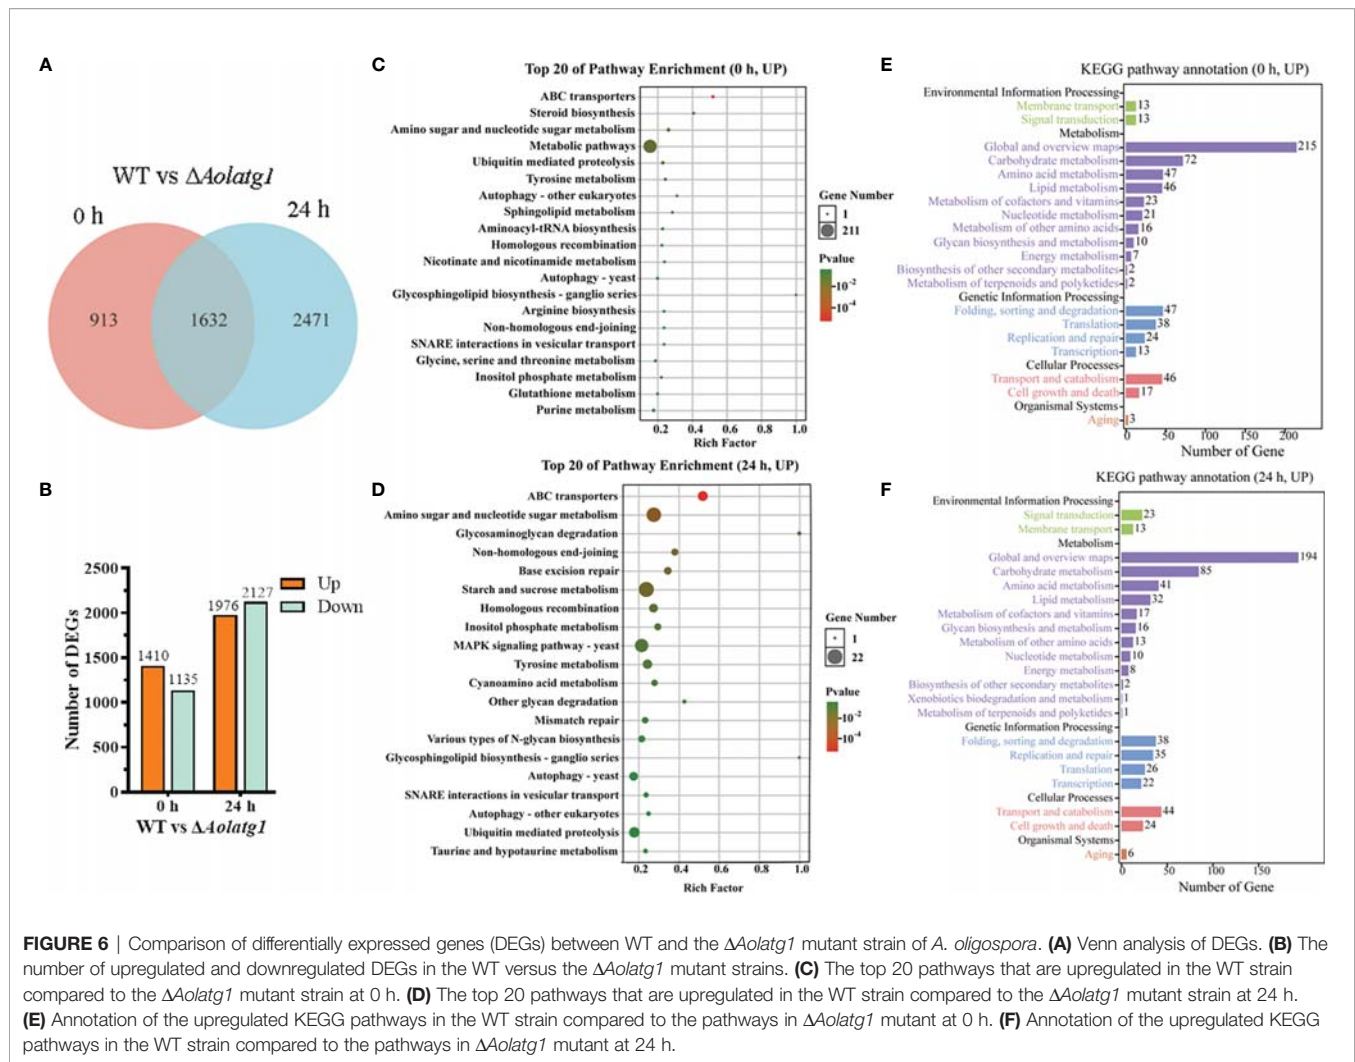 A
WT vs ΔAolatg1
0 h
24 h
913
1632
2471
B
Number of DEGs
2500
2000
1500
1000
500
0
1410
1135
1976
2127
Up
Down
0 h
24 h
WT vs ΔAolatg1
C
Top 20 of Pathway Enrichment (0 h, UP)
ABC transporters
Steroid biosynthesis
Amino sugar and nucleotide sugar metabolism
Metabolic pathways
Ubiquitin mediated proteolysis
Tyrosine metabolism
Autophagy - other eukaryotes
Sphingolipid metabolism
Aminoacyl-tRNA biosynthesis
Homologous recombination
Nicotinate and nicotinamide metabolism
Autophagy - yeast
Glycosphingolipid biosynthesis - ganglio series
Arginine biosynthesis
Non-homologous end-joining
SNARE interactions in vesicular transport
Glycine, serine and threonine metabolism
Inositol phosphate metabolism
Glutathione metabolism
Purine metabolism
0.2 0.4 0.6 0.8 1.0
Rich Factor
Gene Number
1
211
Pvalue
10⁻²
10⁻⁴
D
Top 20 of Pathway Enrichment (24 h, UP)
ABC transporters
Amino sugar and nucleotide sugar metabolism
Glycosaminoglycan degradation
Non-homologous end-joining
Base excision repair
Starch and sucrose metabolism
Homologous recombination
Inositol phosphate metabolism
MAPK signaling pathway - yeast
Tyrosine metabolism
Cyanoamino acid metabolism
Other glycan degradation
Mismatch repair
Various types of N-glycan biosynthesis
Glycosphingolipid biosynthesis - ganglio series
Autophagy - yeast
SNARE interactions in vesicular transport
Autophagy - other eukaryotes
Ubiquitin mediated proteolysis
Taurine and hypotaurine metabolism
0.2 0.4 0.6 0.8 1.0
Rich Factor
Gene Number
1
22
Pvalue
10⁻²
10⁻⁴
E
KEGG pathway annotation (0 h, UP)
Environmental Information Processing
Membrane transport 13
Signal transduction 13
Metabolism
Global and overview maps 215
Carbohydrate metabolism 72
Amino acid metabolism 47
Lipid metabolism 46
Metabolism of cofactors and vitamins 23
Nucleotide metabolism 21
Metabolism of other amino acids 16
Glycan biosynthesis and metabolism 10
Energy metabolism 7
Biosynthesis of other secondary metabolites 2
Metabolism of terpenoids and polyketides 2
Genetic Information Processing
Folding, sorting and degradation 47
Translation 38
Replication and repair 24
Transcription 13
Cellular Processes
Transport and catabolism 46
Cell growth and death 17
Organismal Systems
Aging 3
0 50 100 150 200
Number of Gene
F
KEGG pathway annotation (24 h, UP)
Environmental Information Processing
Signal transduction 23
Membrane transport 13
Metabolism
Global and overview maps 194
Carbohydrate metabolism 85
Amino acid metabolism 41
Lipid metabolism 32
Metabolism of cofactors and vitamins 17
Glycan biosynthesis and metabolism 16
Metabolism of other amino acids 13
Nucleotide metabolism 10
Energy metabolism 8
Biosynthesis of other secondary metabolites 2
Xenobiotics biodegradation and metabolism 1
Metabolism of terpenoids and polyketides 1
Genetic Information Processing
Folding, sorting and degradation 38
Replication and repair 35
Translation 26
Transcription 22
Cellular Processes
Transport and catabolism 44
Cell growth and death 24
Organismal Systems
Aging 6
0 50 100 150
Number of Gene
FIGURE 6 | Comparison of differentially expressed genes (DEGs) between WT and the ΔAolatg1 mutant strain of A. oligospora. (A) Venn analysis of DEGs. (B) The
number of upregulated and downregulated DEGs in the WT versus the ΔAolatg1 mutant strains. (C) The top 20 pathways that are upregulated in the WT strain
compared to the ΔAolatg1 mutant strain at 0 h. (D) The top 20 pathways that are upregulated in the WT strain compared to the ΔAolatg1 mutant strain at 24 h.
(E) Annotation of the upregulated KEGG pathways in the WT strain compared to the pathways in ΔAolatg1 mutant at 0 h. (F) Annotation of the upregulated KEGG
pathways in the WT strain compared to the pathways in ΔAolatg1 mutant at 24 h.